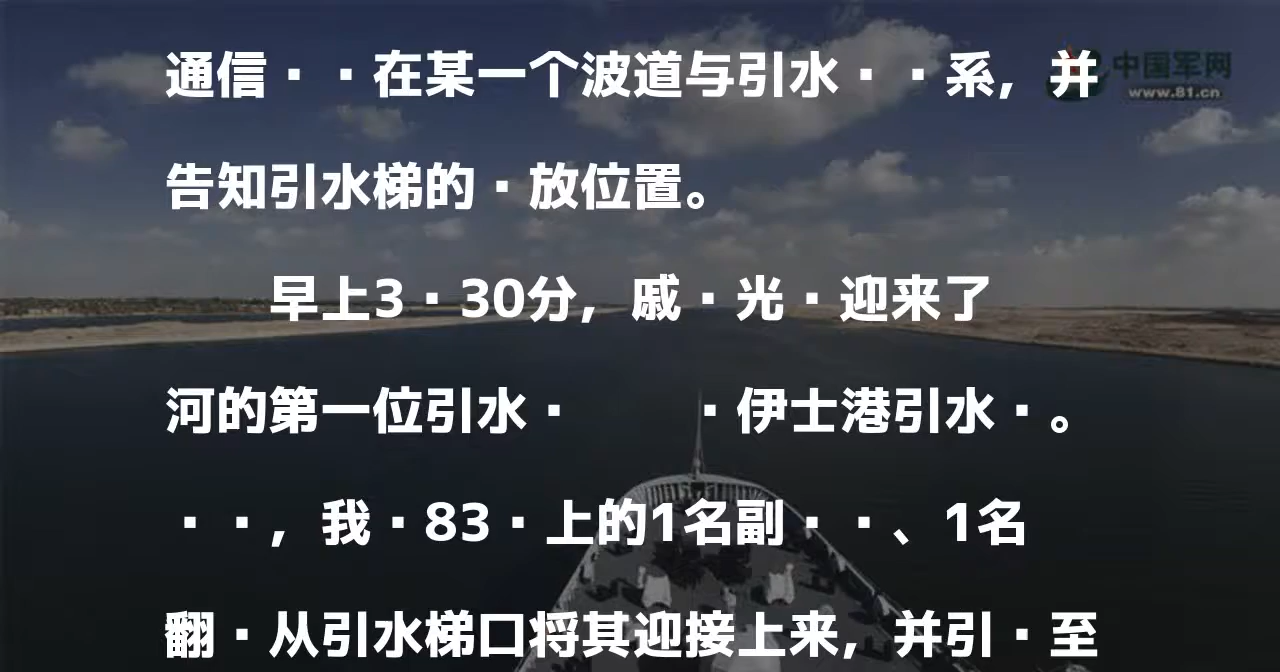 通信··在某一个波道与引水··系，并
告知引水梯的·放位置。
早上3·30分，戚·光·迎来了
河的第一位引水· ·伊士港引水·。
··，我·83·上的1名副··、1名
翻·从引水梯口将其迎接上来，并引·至
中国军网
www.81.cn